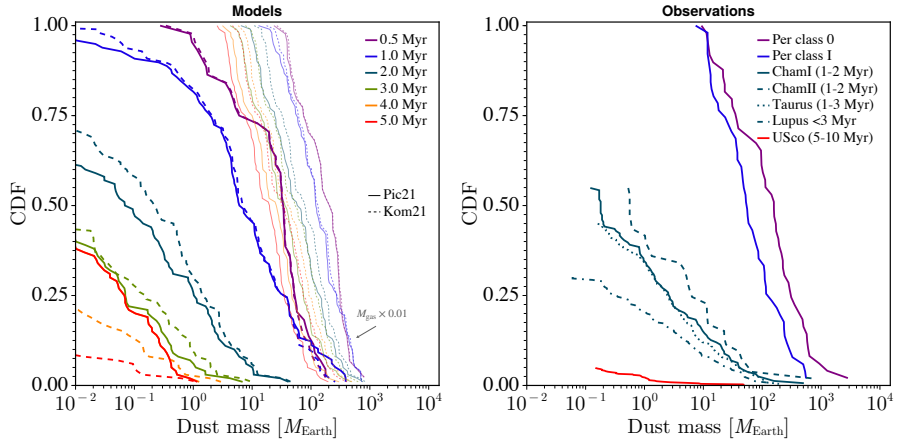 Models
CDF
1.00
0.75
0.50
0.25
0.00
0.5 Myr
1.0 Myr
2.0 Myr
3.0 Myr
4.0 Myr
5.0 Myr
Pic21
Kom21
M_gas × 0.01
10^−2 10^−1 10^0 10^1 10^2 10^3
Dust mass [M_Earth]
Observations
CDF
1.00
0.75
0.50
0.25
0.00
Per class 0
Per class I
ChamI (1-2 Myr)
ChamII (1-2 Myr)
Taurus (1-3 Myr)
Lupus <3 Myr
USco (5-10 Myr)
10^−2 10^−1 10^0 10^1 10^2 10^3 10^4
Dust mass [M_Earth]